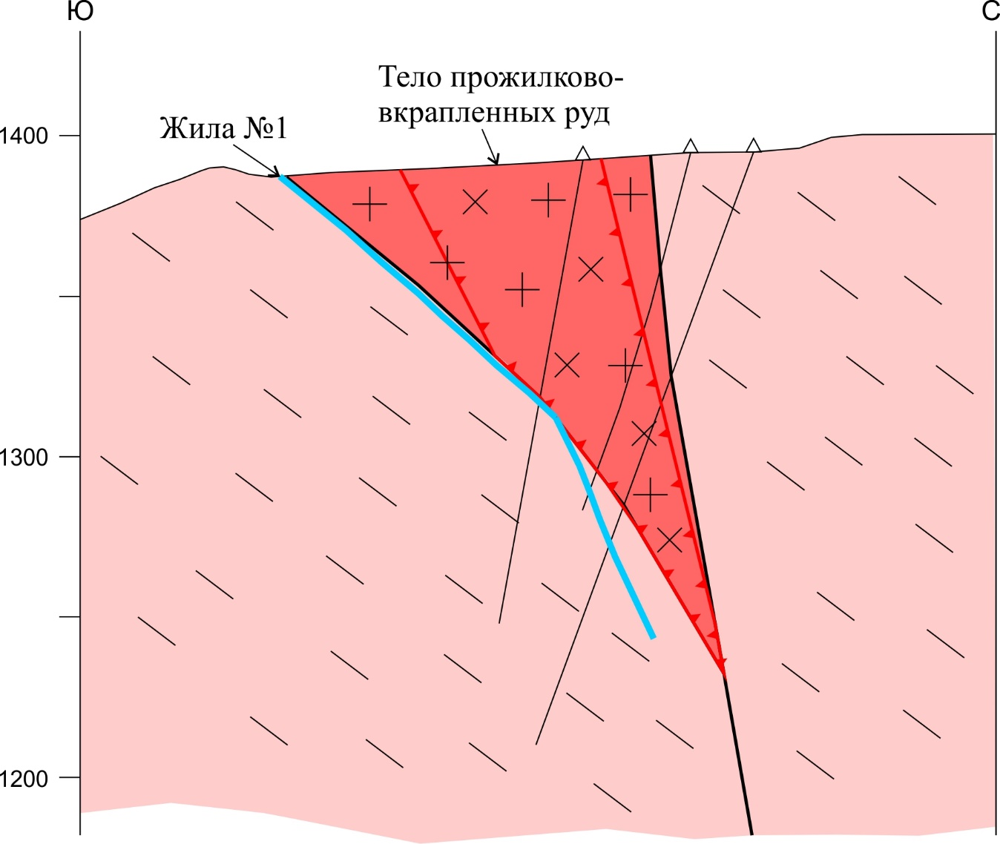 Ю
С
Тело прожилково-
вкрапленных руд
Жила №1
1400
1300
1200